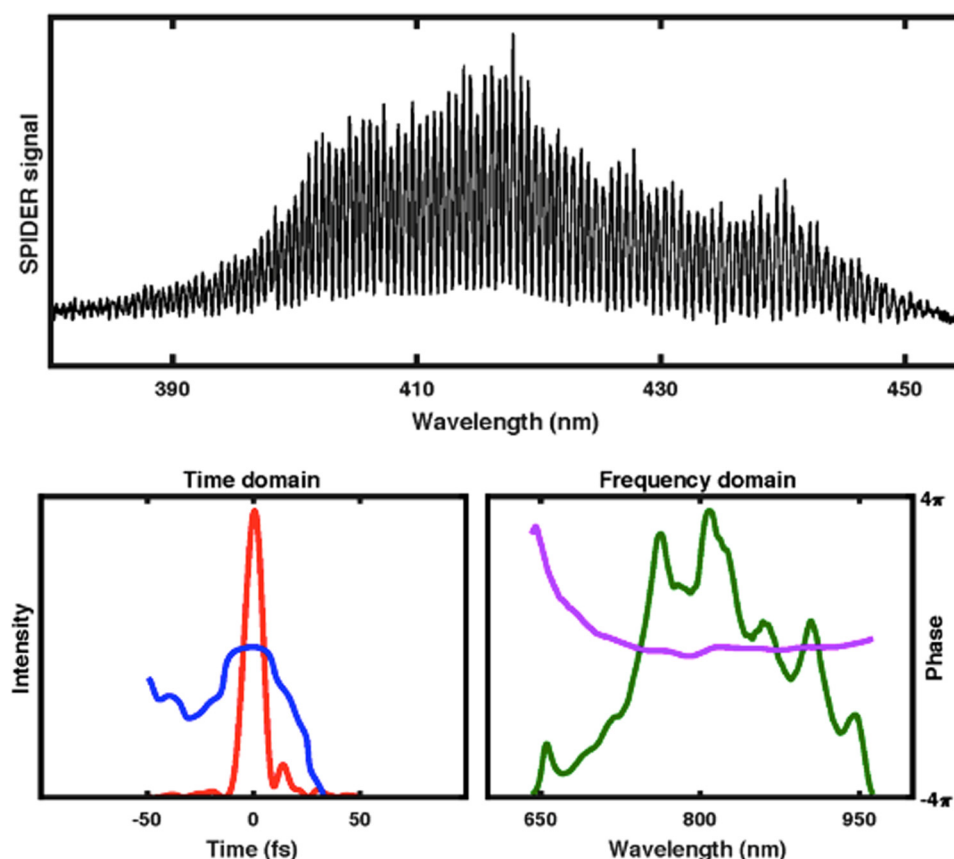 SPIDER signal
390 410 430 450
Wavelength (nm)
Time domain
Frequency domain
Intensity
-50 0 50
Time (fs)
4π
Phase
-4π
650 800 950
Wavelength (nm)